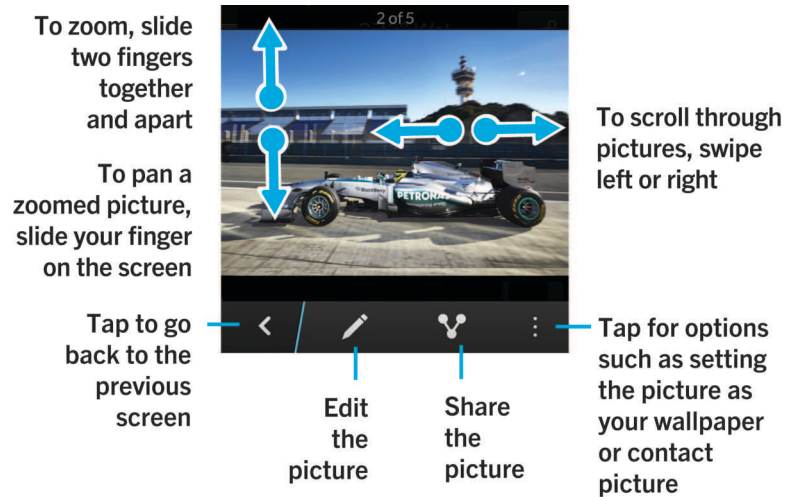 To zoom, slide
two fingers
together
and apart
To pan a
zoomed picture,
slide your finger
on the screen
Tap to go
back to the
previous
screen
2 of 5
BlackBerry
PETRONAS
Edit
the
picture
Share
the
picture
To scroll through
pictures, swipe
left or right
Tap for options
such as setting
the picture as
your wallpaper
or contact
picture